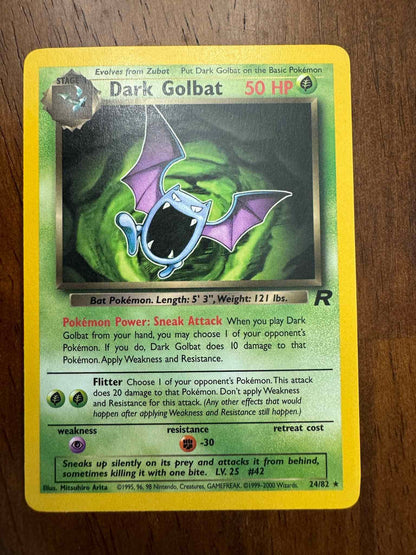 STAGE 1
Evolves from Zubat Put Dark Golbat on the Basic Pokémon
Dark Golbat 50 HP
Bat Pokémon. Length: 5' 3", Weight: 121 lbs.
R
Pokémon Power: Sneak Attack When you play Dark
Golbat from your hand, you may choose 1 of your opponent's
Pokémon. If you do, Dark Golbat does 10 damage to that
Pokémon. Apply Weakness and Resistance.
Flitter Choose 1 of your opponent's Pokémon. This attack
does 20 damage to that Pokémon. Don't apply Weakness
and Resistance for this attack. (Any other effects that would
happen after applying Weakness and Resistance still happen.)
weakness resistance retreat cost
-30
Sneaks up silently on its prey and attacks it from behind,
sometimes killing it with one bite. LV. 25 #42
Illus. Mitsuhiro Arita ©1995, 96, 98 Nintendo, Creatures, GAMEFREAK. ©1999-2000 Wizards. 24/82 ★